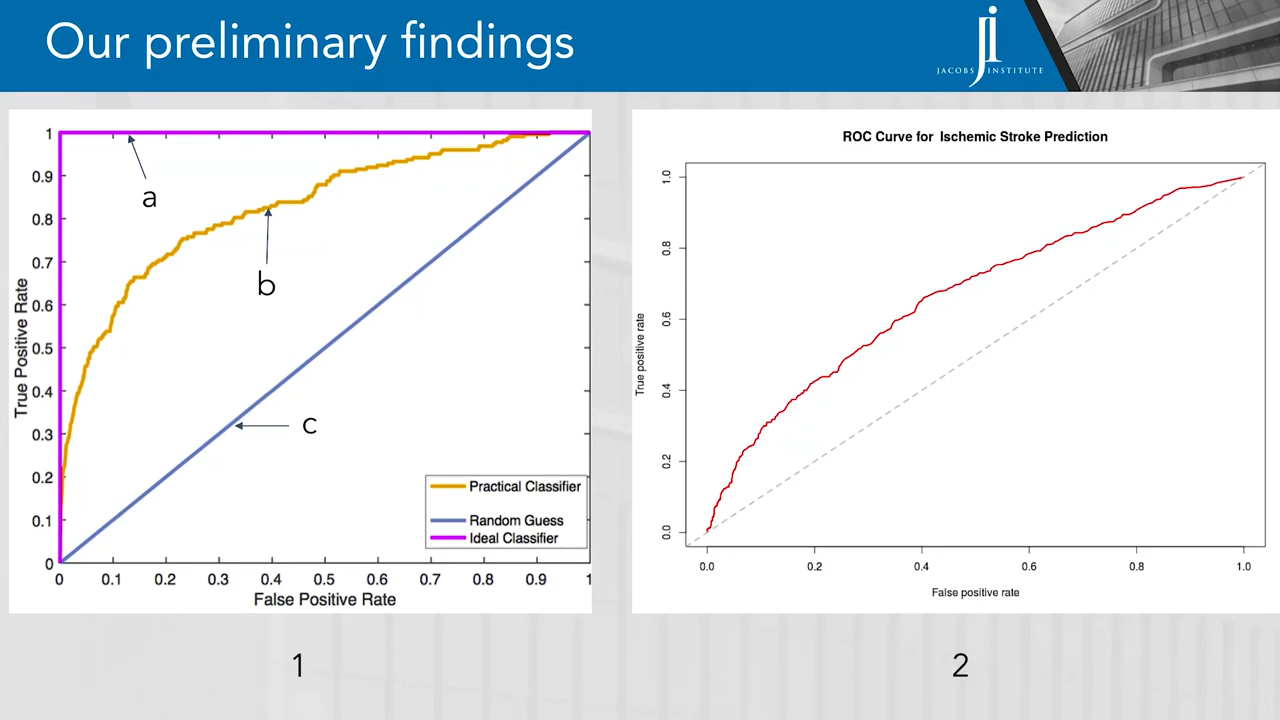 Our preliminary findings
JACOBS INSTITUTE
1
0.9
0.8
0.7
0.6
0.5
0.4
0.3
0.2
0.1
0
True Positive Rate
a
b
c
Practical Classifier
Random Guess
Ideal Classifier
0 0.1 0.2 0.3 0.4 0.5 0.6 0.7 0.8 0.9 1
False Positive Rate
1
ROC Curve for Ischemic Stroke Prediction
1.0
0.8
0.6
0.4
0.2
0.0
True positive rate
0.0 0.2 0.4 0.6 0.8 1.0
False positive rate
2